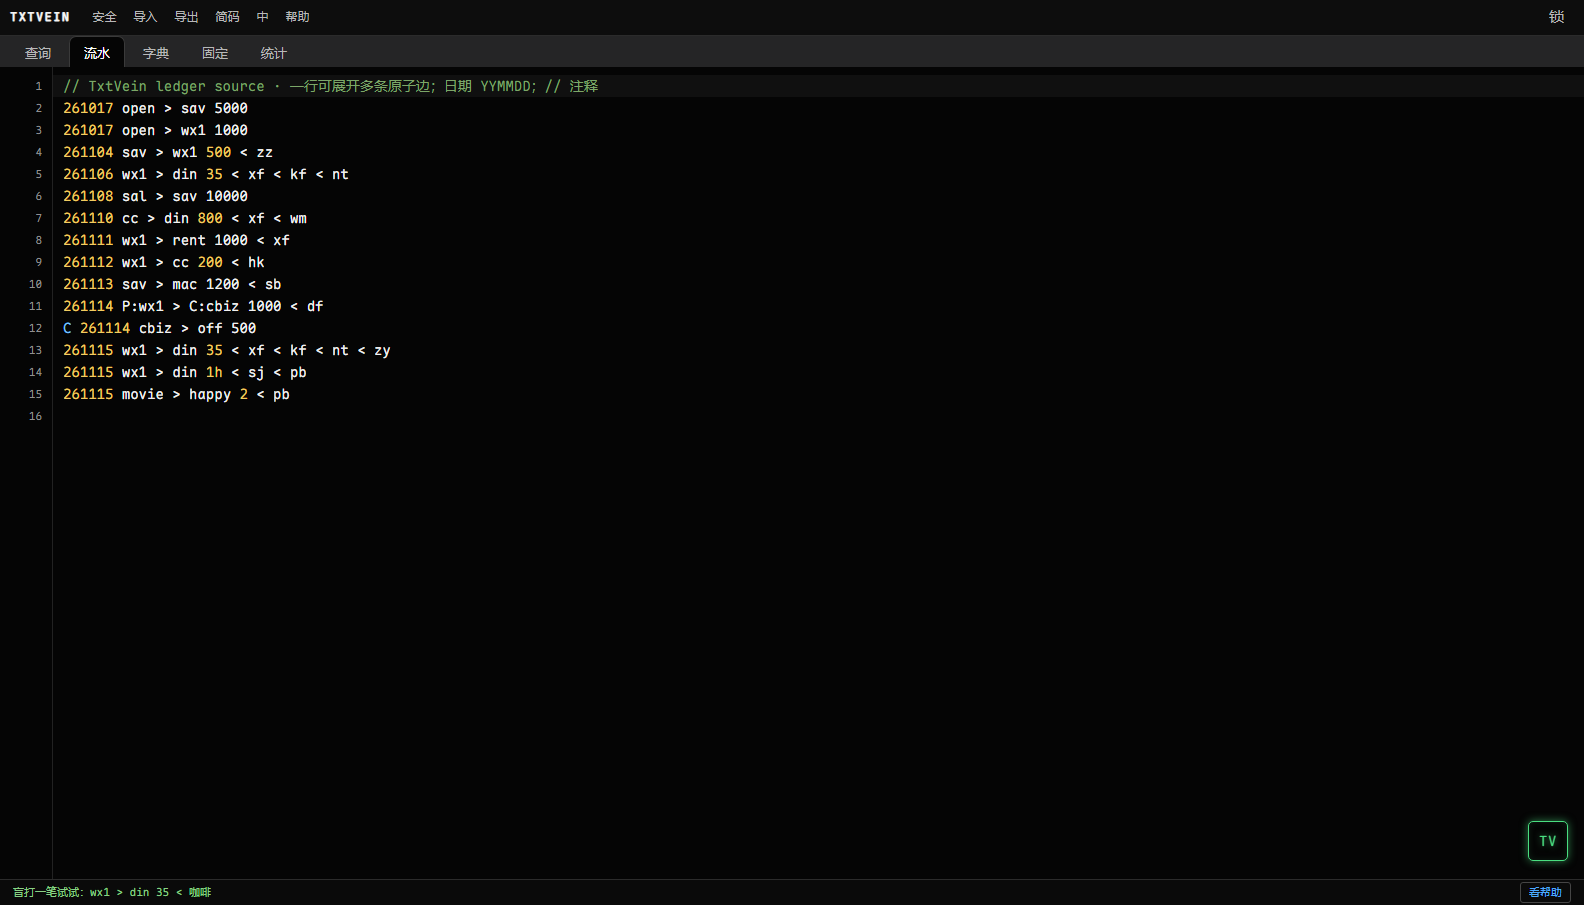 TXTVEIN 安全 导入 导出 简码 中 帮助 锁
查询 流水 字典 固定 统计
1 // TxtVein ledger source · 一行可展开多条原子边; 日期 YYMMDD; // 注释
2 261017 open > sav 5000
3 261017 open > wx1 1000
4 261104 sav > wx1 500 < zz
5 261106 wx1 > din 35 < xf < kf < nt
6 261108 sal > sav 10000
7 261110 cc > din 800 < xf < wm
8 261111 wx1 > rent 1000 < xf
9 261112 wx1 > cc 200 < hk
10 261113 sav > mac 1200 < sb
11 261114 P:wx1 > C:cbiz 1000 < df
12 C 261114 cbiz > off 500
13 261115 wx1 > din 35 < xf < kf < nt < zy
14 261115 wx1 > din 1h < sj < pb
15 261115 movie > happy 2 < pb
16
TV
盲打一笔试试: wx1 > din 35 < 咖啡 看帮助